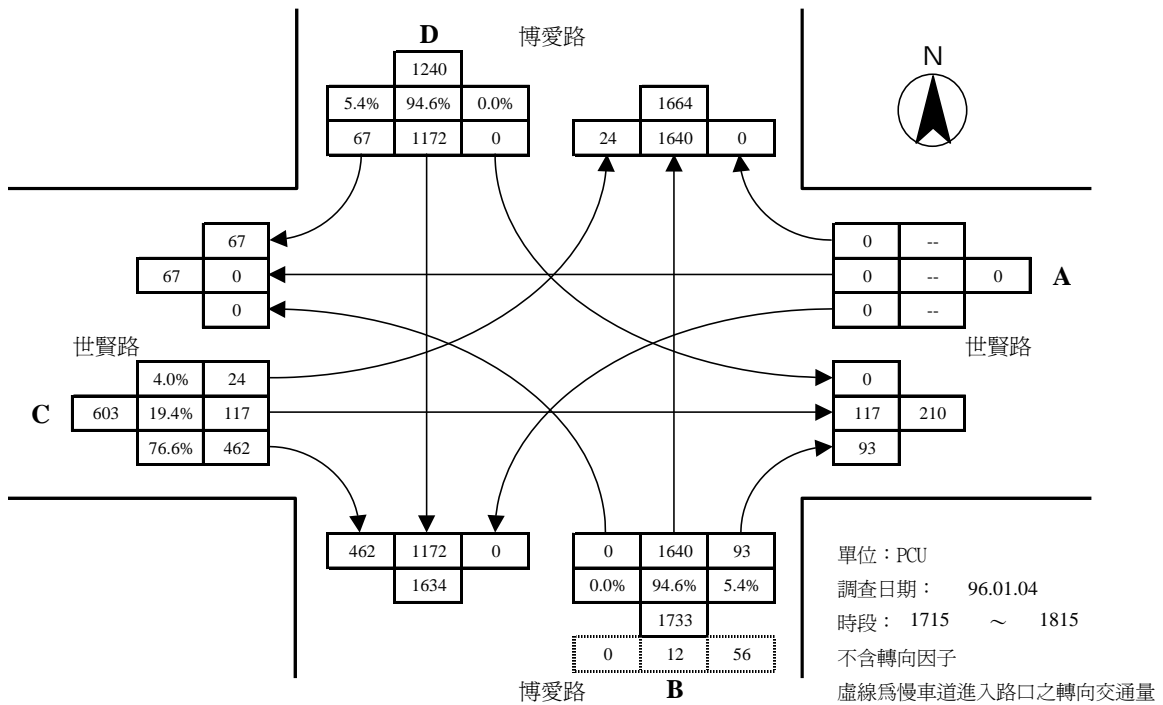 D 博愛路
1240
5.4% 94.6% 0.0%
67 1172 0
1664
24 1640 0
N
67
67 0
0
0 --
0 -- 0
0 --
A
世賢路
世賢路
4.0% 24
603 19.4% 117
76.6% 462
C
0
117 210
93
462 1172 0
1634
0 1640 93
0.0% 94.6% 5.4%
1733
0 12 56
博愛路 B
單位：PCU
調查日期： 96.01.04
時段： 1715 ～ 1815
不含轉向因子
虛線為慢車道進入路口之轉向交通量